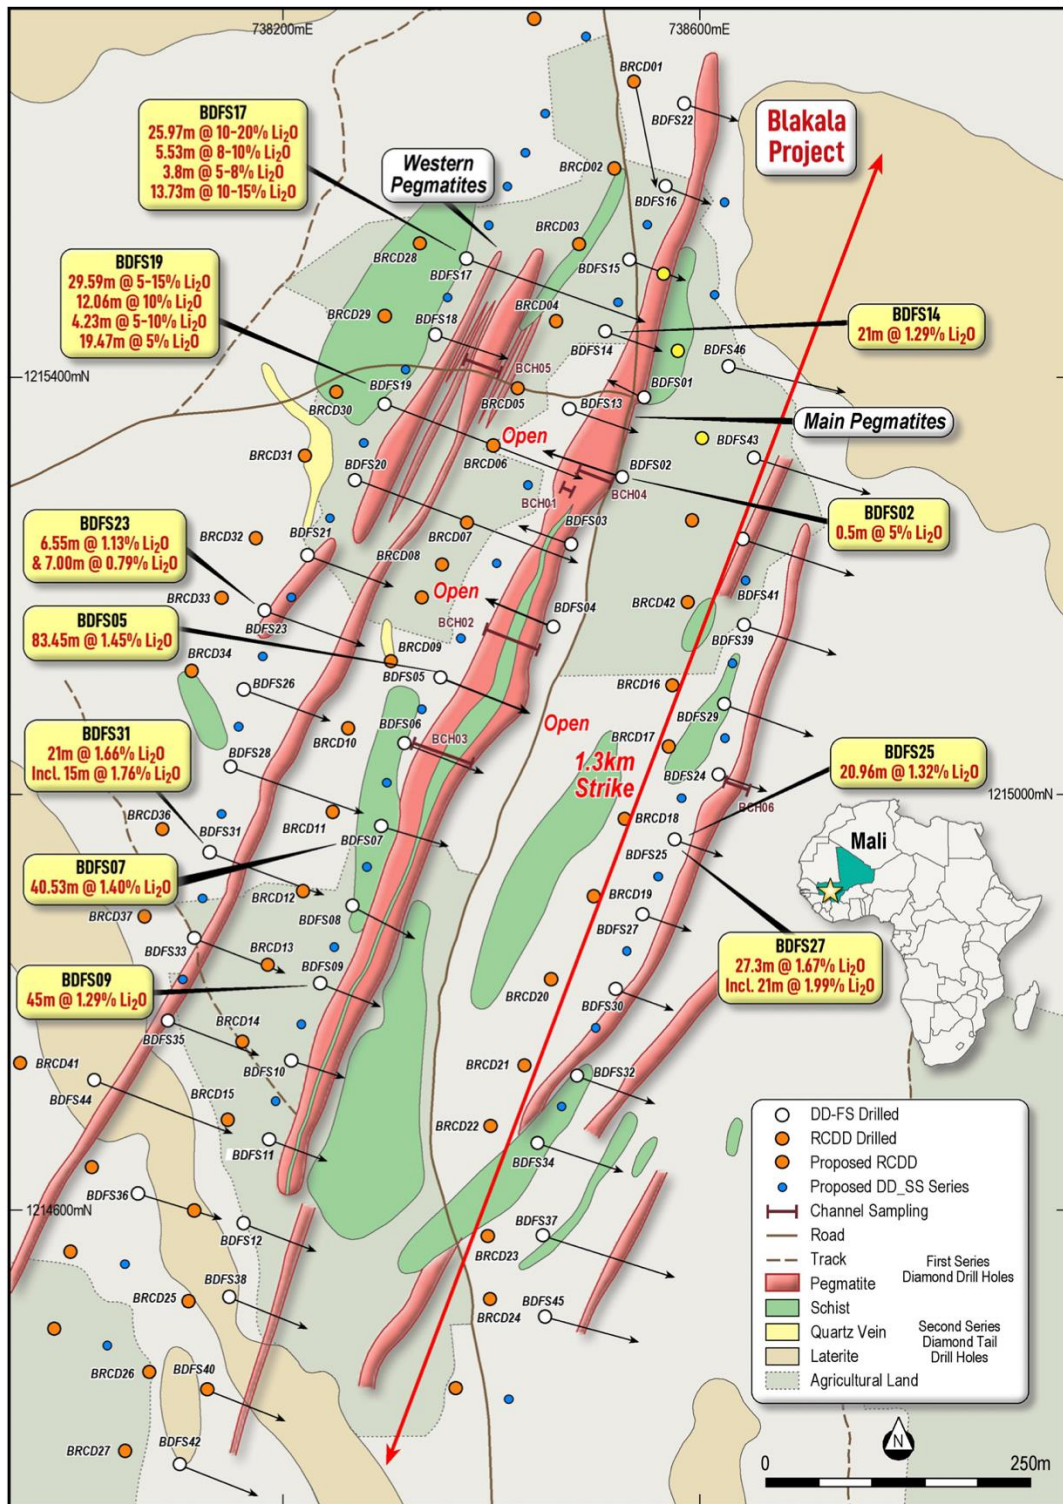 738200mE
738600mE
BRCD01
BDFS22
Blakala
Project
BDFS17
25.97m @ 10-20% Li₂O
5.53m @ 8-10% Li₂O
3.8m @ 5-8% Li₂O
13.73m @ 10-15% Li₂O
Western
Pegmatites
BRCD02
BDFS16
BRCD03
BRCD28
BDFS17
BDFS15
BDFS19
29.59m @ 5-15% Li₂O
12.06m @ 10% Li₂O
4.23m @ 5-10% Li₂O
19.47m @ 5% Li₂O
BRCD29
BDFS18
BRCD04
BDFS14
BDFS14
21m @ 1.29% Li₂O
BDFS46
BCH05
1215400mN
BDFS19
BRCD05
BDFS01
BRCD30
BDFS13
Main Pegmatites
Open
BDFS43
BRCD31
BDFS20
BRCD06
BDFS02
BCH01
BCH04
BDFS02
0.5m @ 5% Li₂O
BDFS23
6.55m @ 1.13% Li₂O
& 7.00m @ 0.79% Li₂O
BDFS21
BRCD07
BDFS03
BRCD32
BRCD08
Open
BRCD33
BRCD42
BDFS41
BDFS23
BCH02
BDFS04
BDFS39
BDFS05
83.45m @ 1.45% Li₂O
BRCD34
BRCD09
BDFS05
BDFS26
BRCD16
BDFS29
Open
BDFS06
BRCD10
BCH03
BRCD17
BDFS31
21m @ 1.66% Li₂O
Incl. 15m @ 1.76% Li₂O
BDFS28
1.3km
Strike
BDFS24
BDFS25
20.96m @ 1.32% Li₂O
1215000mN
BCH06
BRCD36
BDFS31
BRCD11
BRCD18
BDFS07
BDFS25
Mali
BDFS07
40.53m @ 1.40% Li₂O
BRCD12
BRCD19
BRCD37
BDFS08
BDFS27
BDFS33
BRCD13
BDFS27
27.3m @ 1.67% Li₂O
Incl. 21m @ 1.99% Li₂O
BDFS09
45m @ 1.29% Li₂O
BDFS09
BRCD20
BDFS30
BRCD14
BDFS35
BRCD41
BDFS44
BDFS10
BRCD21
BDFS32
BRCD15
BRCD22
BDFS11
BDFS34
BDFS36
1214600mN
BDFS12
BDFS37
BRCD23
BDFS38
BRCD25
BRCD24
BDFS45
BRCD26
BDFS40
BRCD27
BDFS42
DD-FS Drilled
RCDD Drilled
Proposed RCDD
Proposed DD_SS Series
Channel Sampling
Road
Track
Pegmatite
First Series
Diamond Drill Holes
Schist
Quartz Vein
Second Series
Diamond Tail
Drill Holes
Laterite
Agricultural Land
N
0
250m